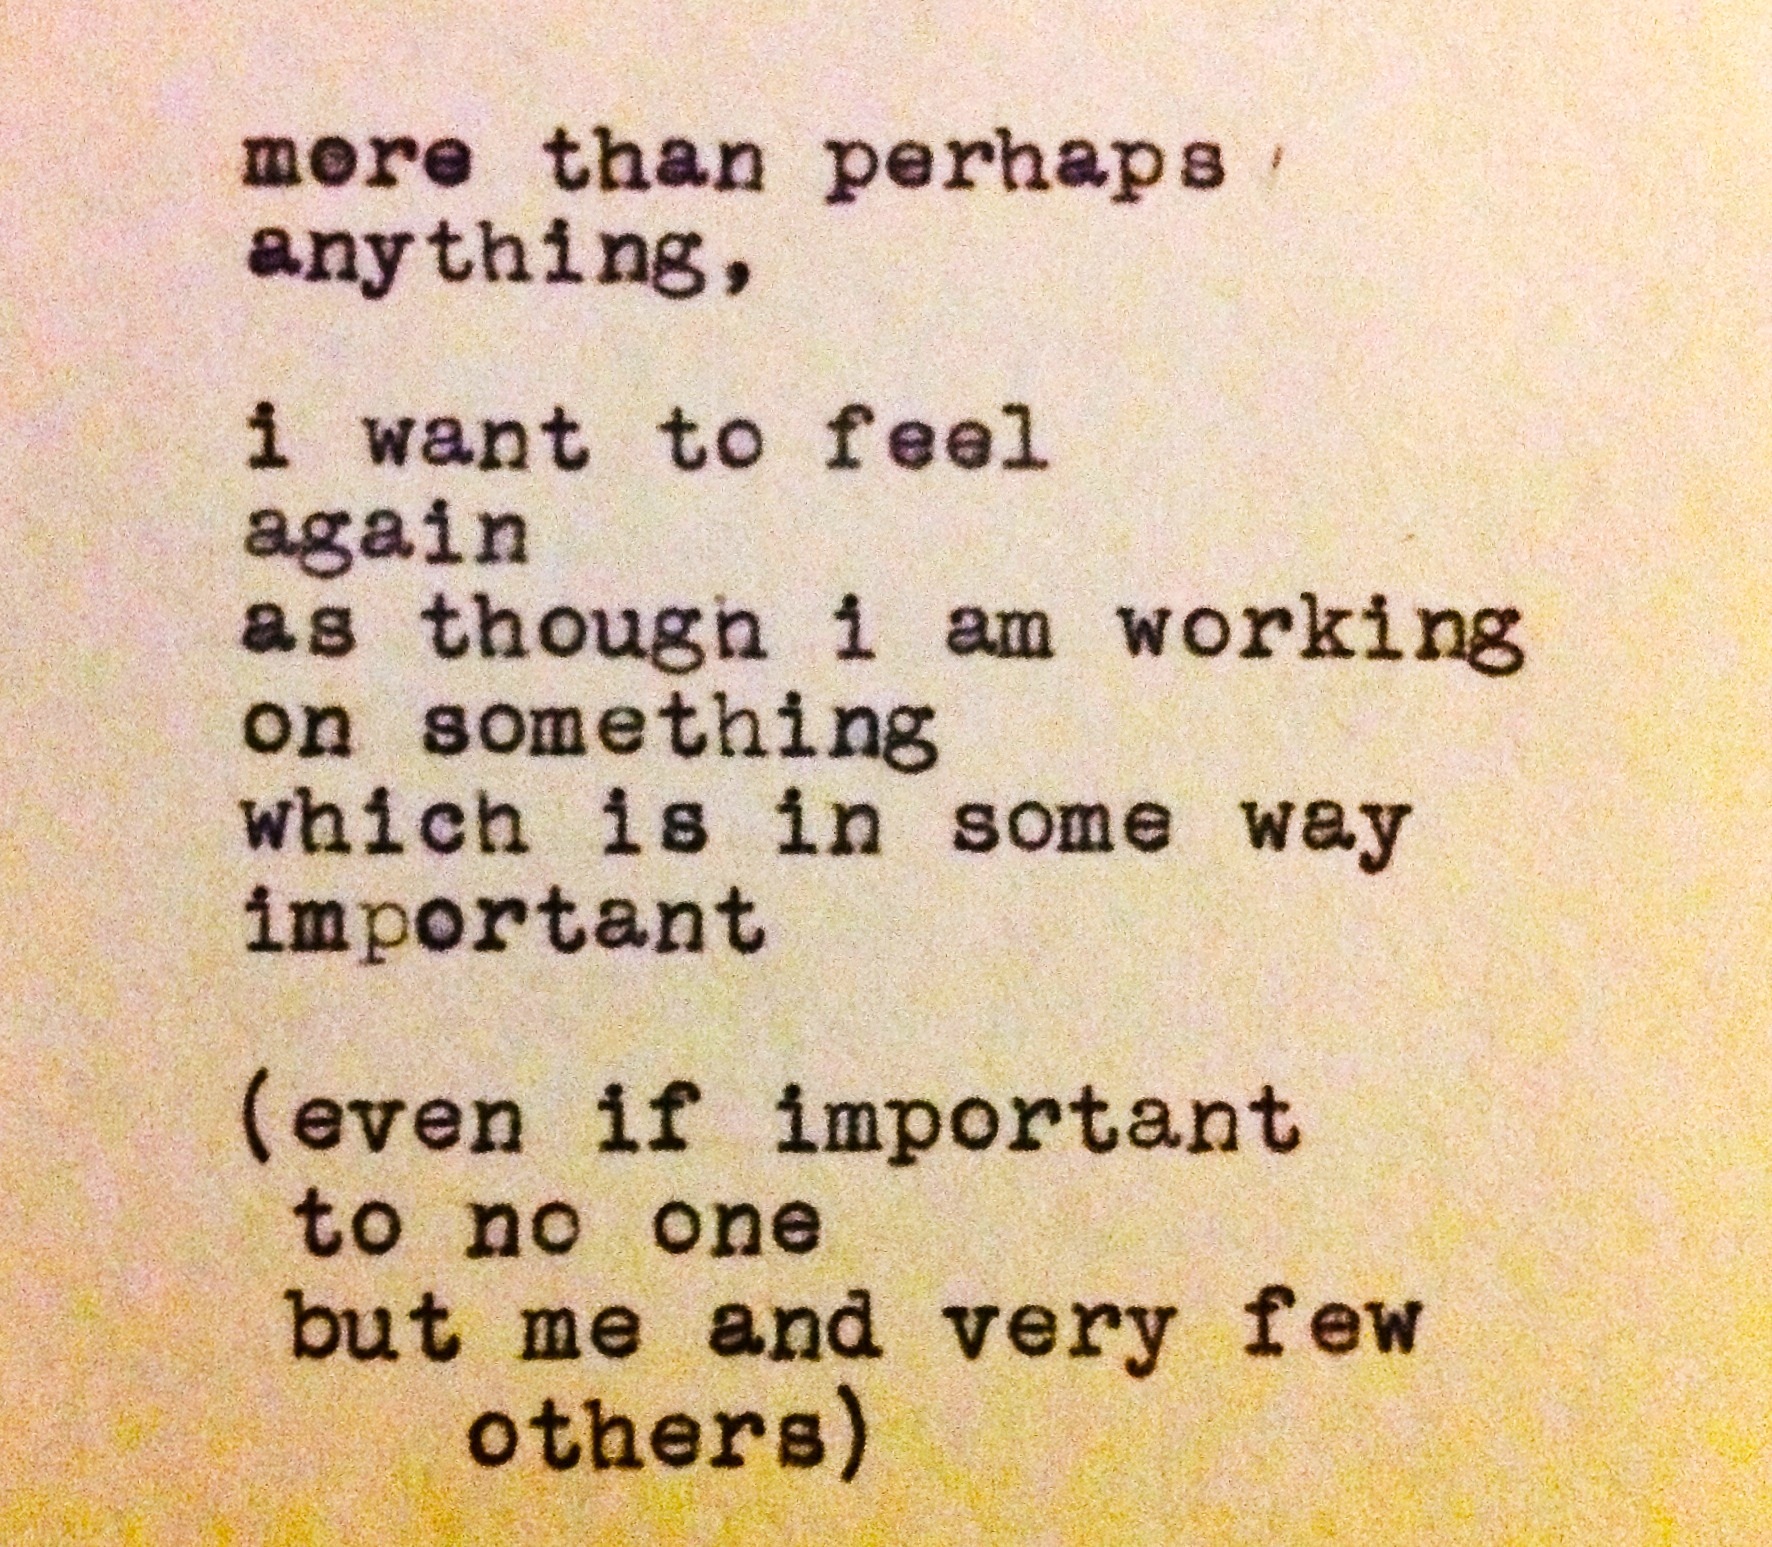 more than perhaps
anything,
i want to feel
again
as though i am working
on something
which is in some way
important
(even if important
to no one
but me and very few
others)